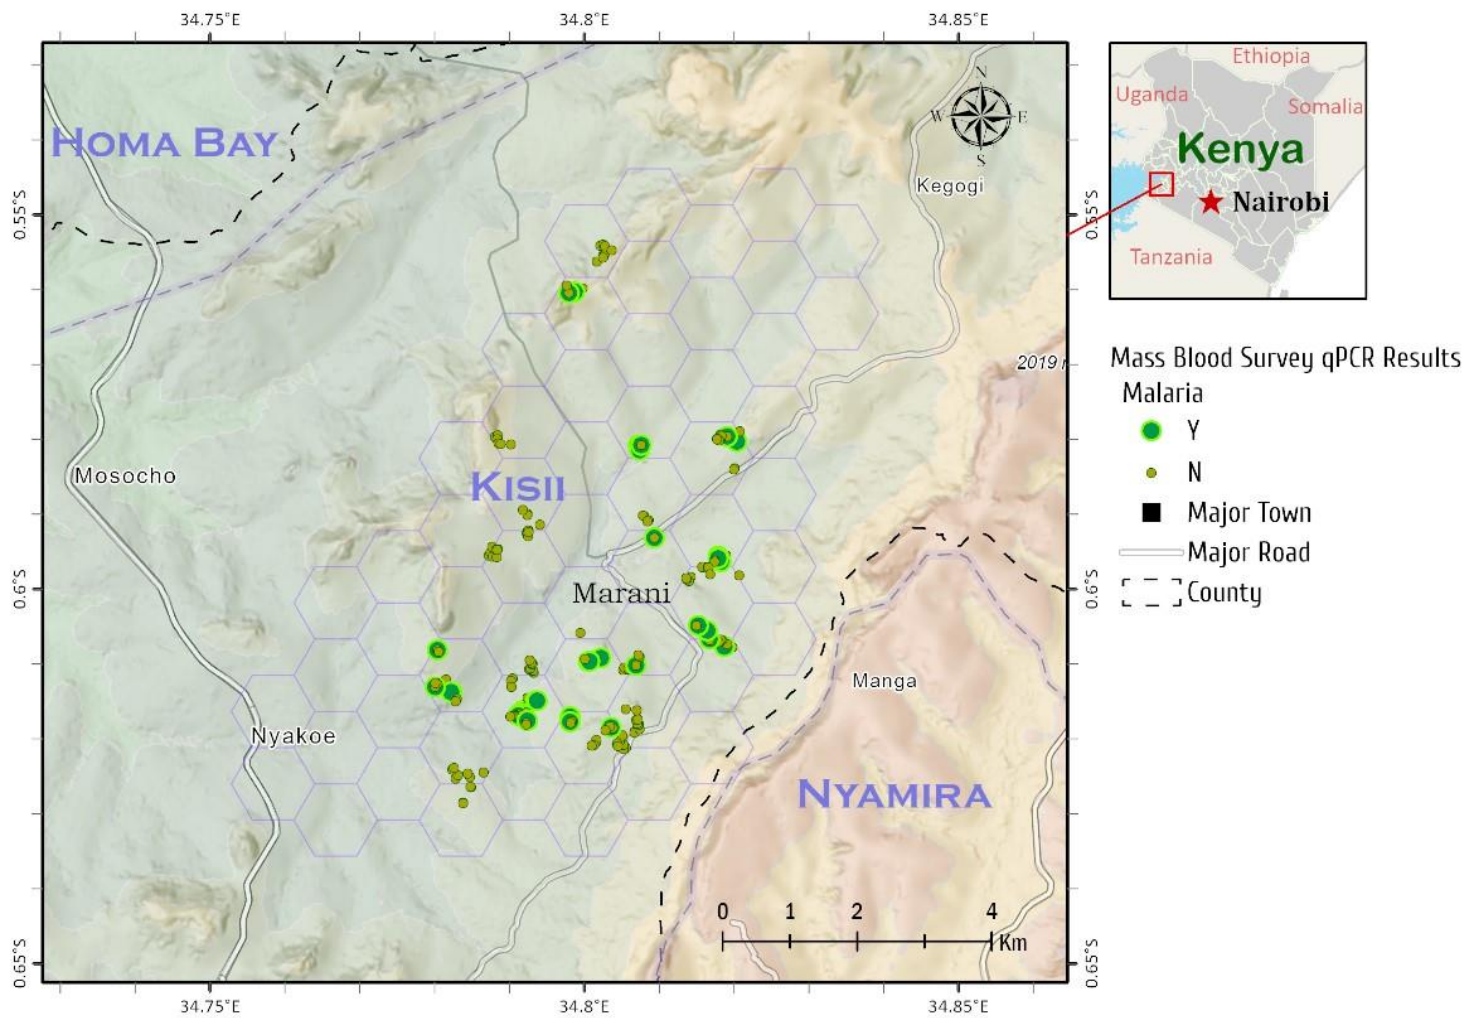 34.75°E
34.8°E
34.85°E
Ethiopia
Uganda
Somalia
Kenya
Nairobi
Tanzania
N
W
E
S
HOMA BAY
Kegogi
0.55°S
0.55°S
2019
Mass Blood Survey qPCR Results
Malaria
Y
N
Major Town
Major Road
County
Mosocho
KISII
0.6°S
0.6°S
Marani
Manga
Nyakoe
NYAMIRA
0
1
2
4
Km
0.65°S
0.65°S
34.75°E
34.8°E
34.85°E